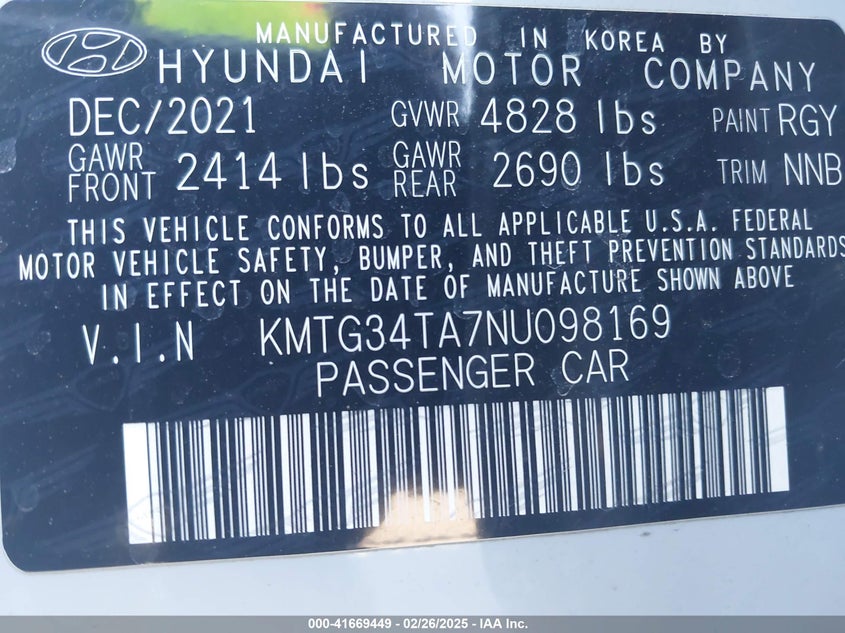 MANUFACTURED IN KOREA BY
HYUNDAI MOTOR COMPANY
DEC/2021 GVWR 4828 lbs PAINT RGY
GAWR FRONT 2414 lbs GAWR REAR 2690 lbs TRIM NNB
THIS VEHICLE CONFORMS TO ALL APPLICABLE U.S.A. FEDERAL
MOTOR VEHICLE SAFETY, BUMPER, AND THEFT PREVENTION STANDARDS
IN EFFECT ON THE DATE OF MANUFACTURE SHOWN ABOVE
V.I.N KMTG34TA7NU098169
PASSENGER CAR
000-41669449 - 02/26/2025 - IAA Inc.